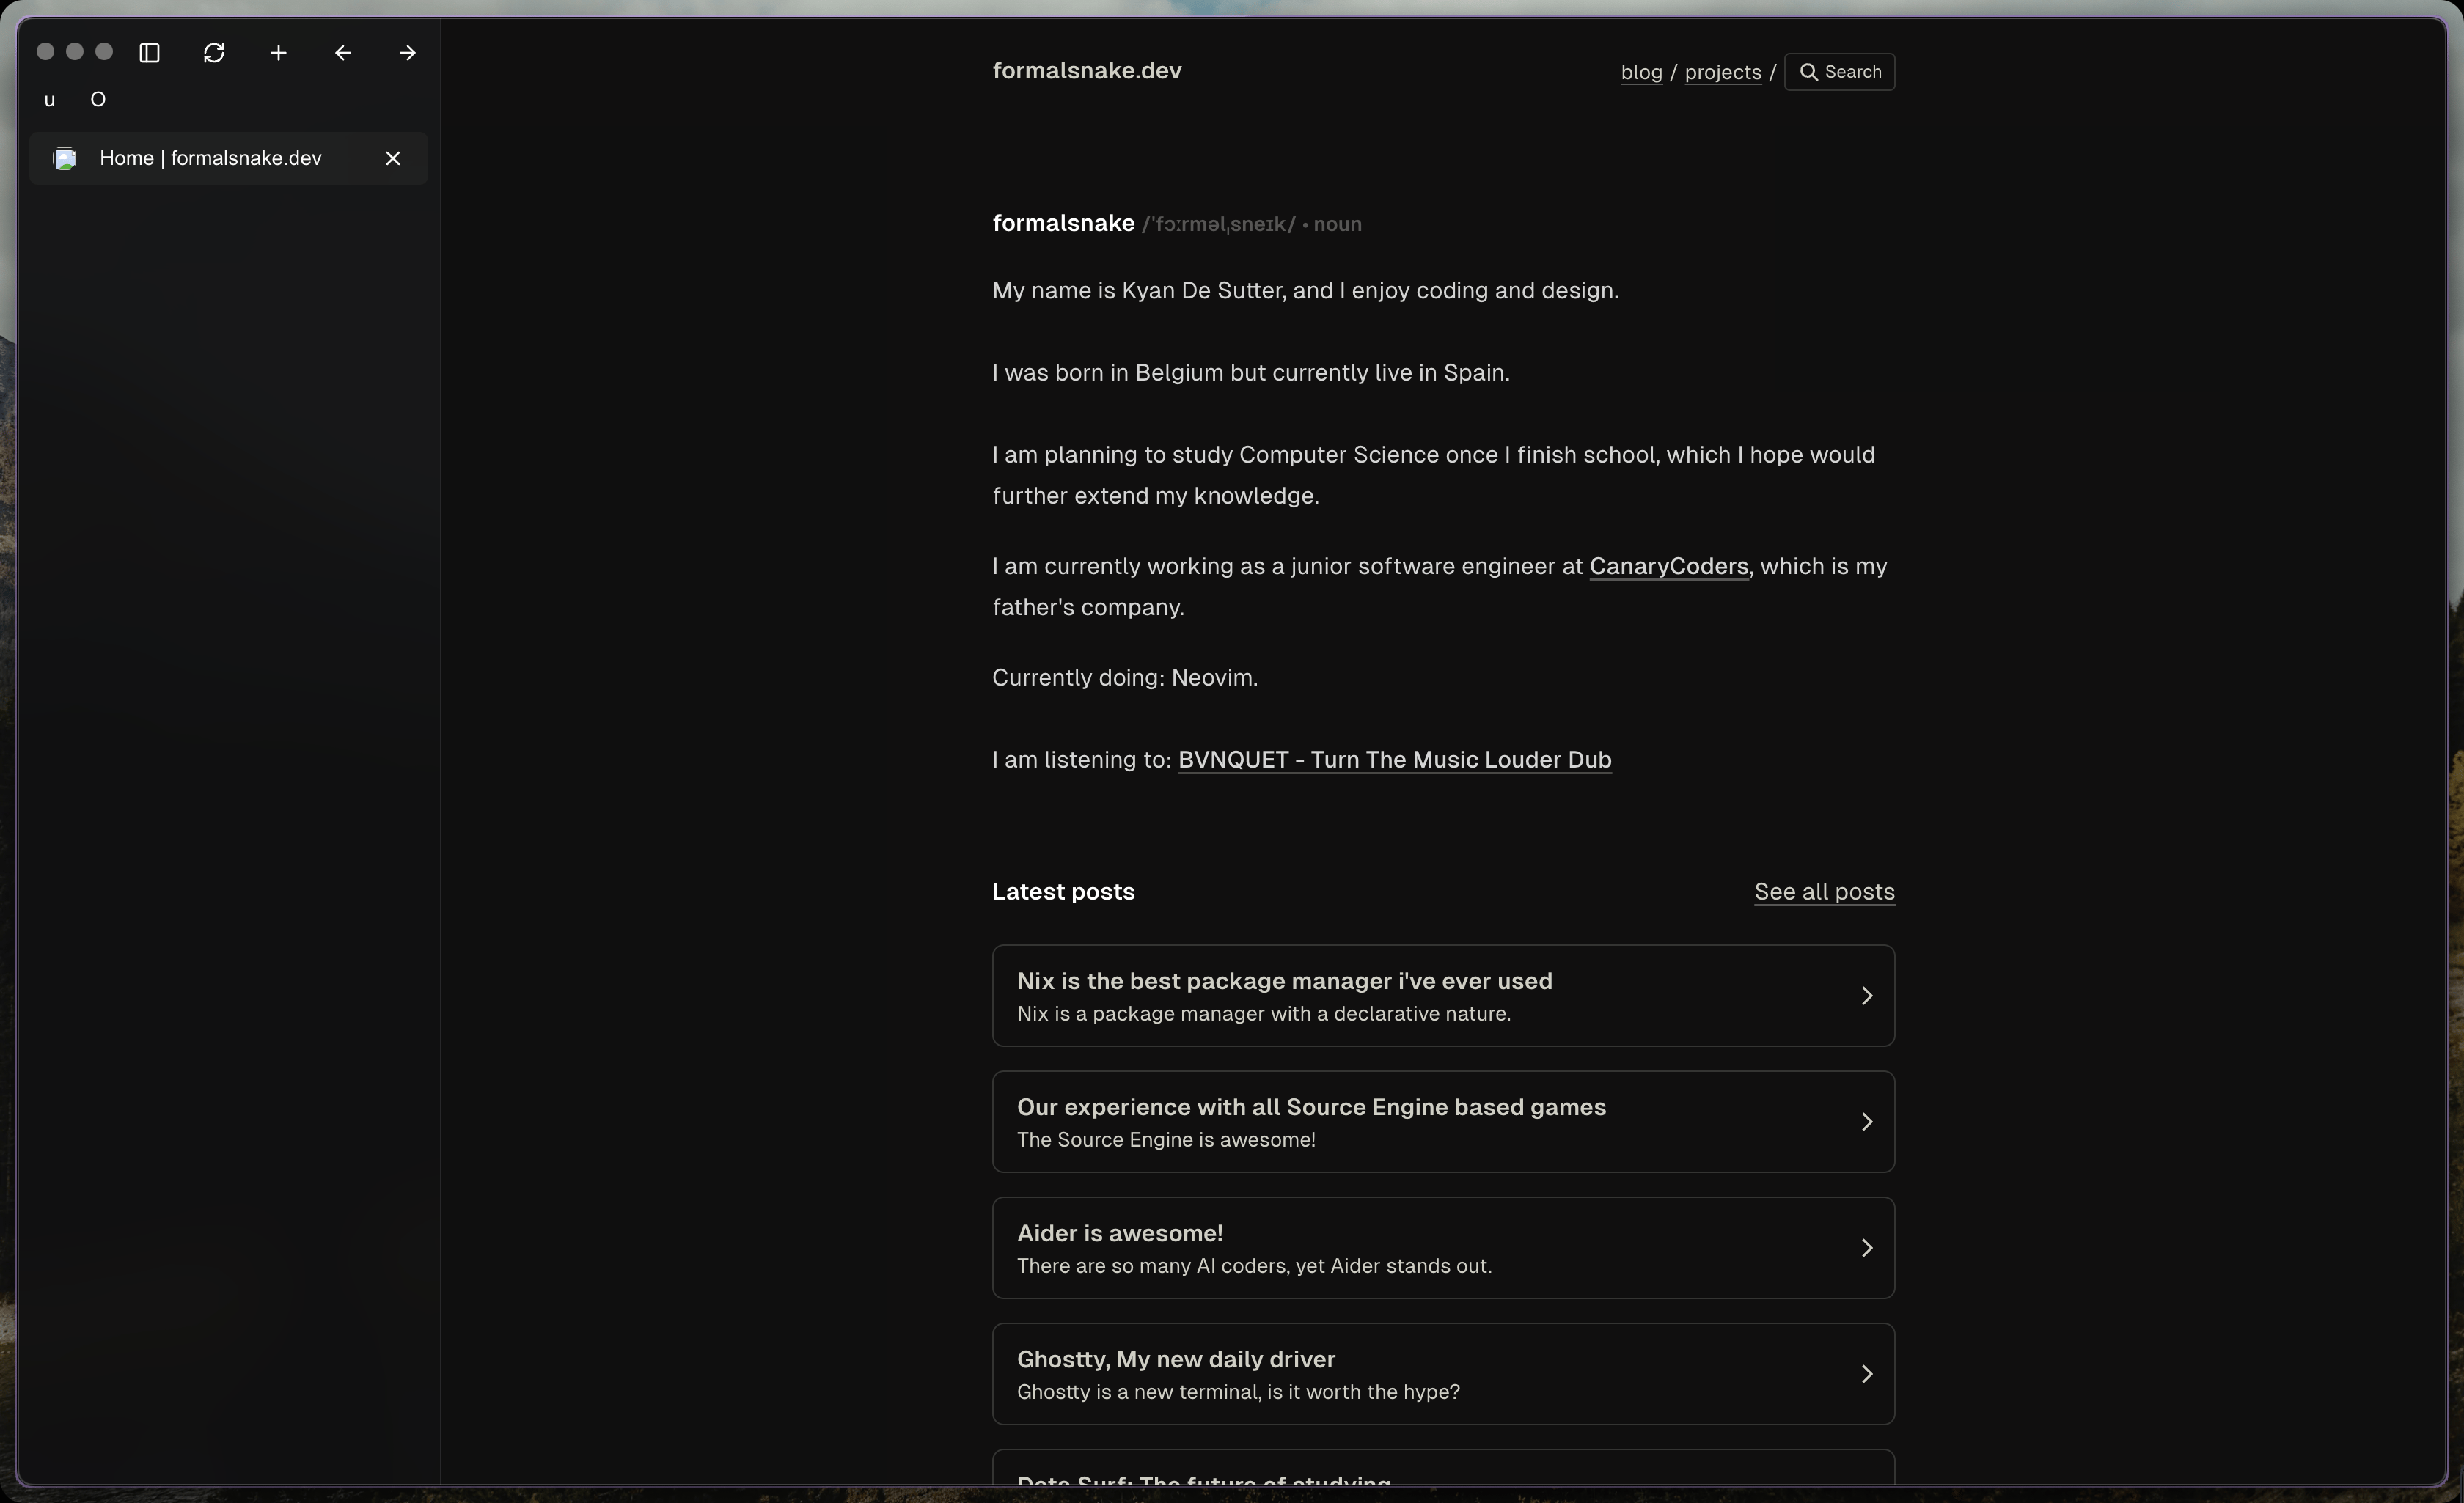 u O
Home | formalsnake.dev
formalsnake.dev
blog / projects / Search
formalsnake /ˈfɔːrməlˌsneɪk/ • noun
My name is Kyan De Sutter, and I enjoy coding and design.
I was born in Belgium but currently live in Spain.
I am planning to study Computer Science once I finish school, which I hope would
further extend my knowledge.
I am currently working as a junior software engineer at CanaryCoders, which is my
father's company.
Currently doing: Neovim.
I am listening to: BVNQUET - Turn The Music Louder Dub
Latest posts
See all posts
Nix is the best package manager i've ever used
Nix is a package manager with a declarative nature.
Our experience with all Source Engine based games
The Source Engine is awesome!
Aider is awesome!
There are so many AI coders, yet Aider stands out.
Ghostty, My new daily driver
Ghostty is a new terminal, is it worth the hype?
Surf: The future of studying